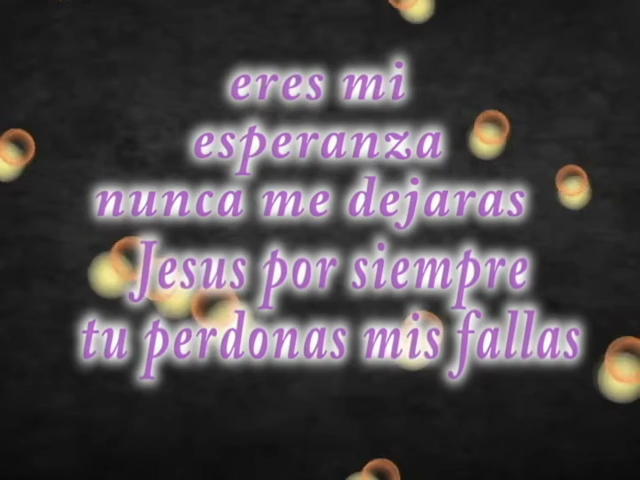 eres mi
esperanza
nunca me dejaras
Jesus por siempre
tu perdonas mis fallas